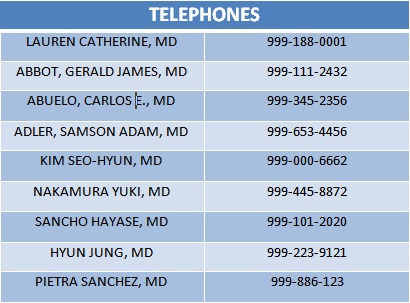 TELEPHONES
LAUREN CATHERINE, MD 999-188-0001
ABBOT, GERALD JAMES, MD 999-111-2432
ABUELO, CARLOS E., MD 999-345-2356
ADLER, SAMSON ADAM, MD 999-653-4456
KIM SEO-HYUN, MD 999-000-6662
NAKAMURA YUKI, MD 999-445-8872
SANCHO HAYASE, MD 999-101-2020
HYUN JUNG, MD 999-223-9121
PIETRA SANCHEZ, MD 999-886-123